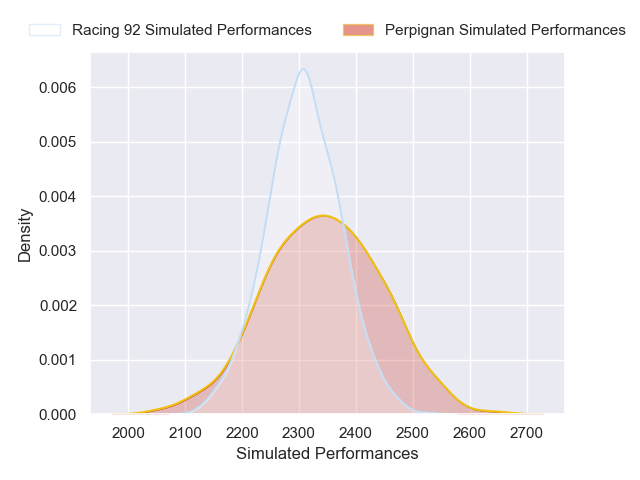 Racing 92 Simulated Performances Perpignan Simulated Performances
0.006
0.005
0.004
0.003
0.002
0.001
0.000
Density
2000 2100 2200 2300 2400 2500 2600 2700
Simulated Performances